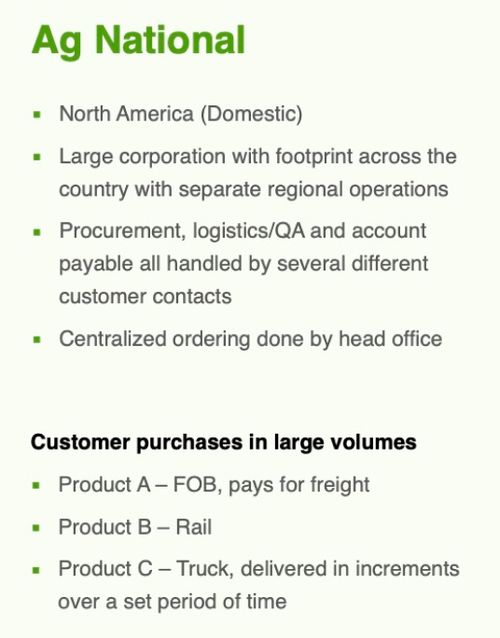 Ag National
▪ North America (Domestic)
▪ Large corporation with footprint across the
country with separate regional operations
▪ Procurement, logistics/QA and account
payable all handled by several different
customer contacts
▪ Centralized ordering done by head office
Customer purchases in large volumes
▪ Product A – FOB, pays for freight
▪ Product B – Rail
▪ Product C – Truck, delivered in increments
over a set period of time